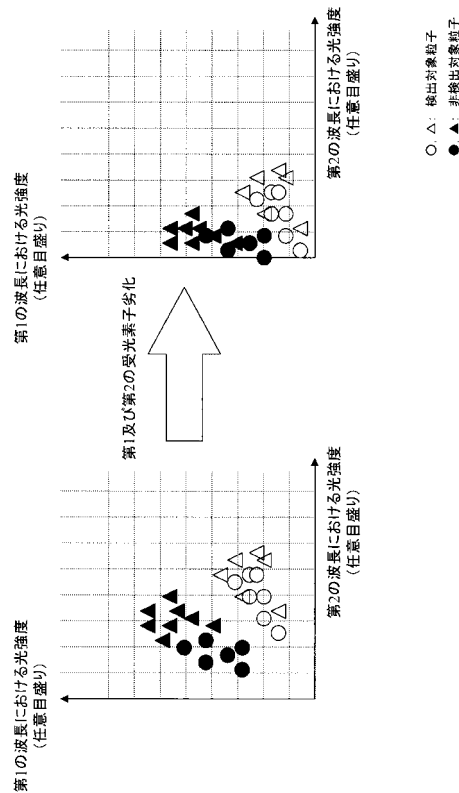 第1の波長における光強度
(任意目盛り)
第2の波長における光強度
(任意目盛り)
第1及び第2の受光素子劣化
第1の波長における光強度
(任意目盛り)
第2の波長における光強度
(任意目盛り)
○, △: 検出対象粒子
●, ▲: 非検出対象粒子